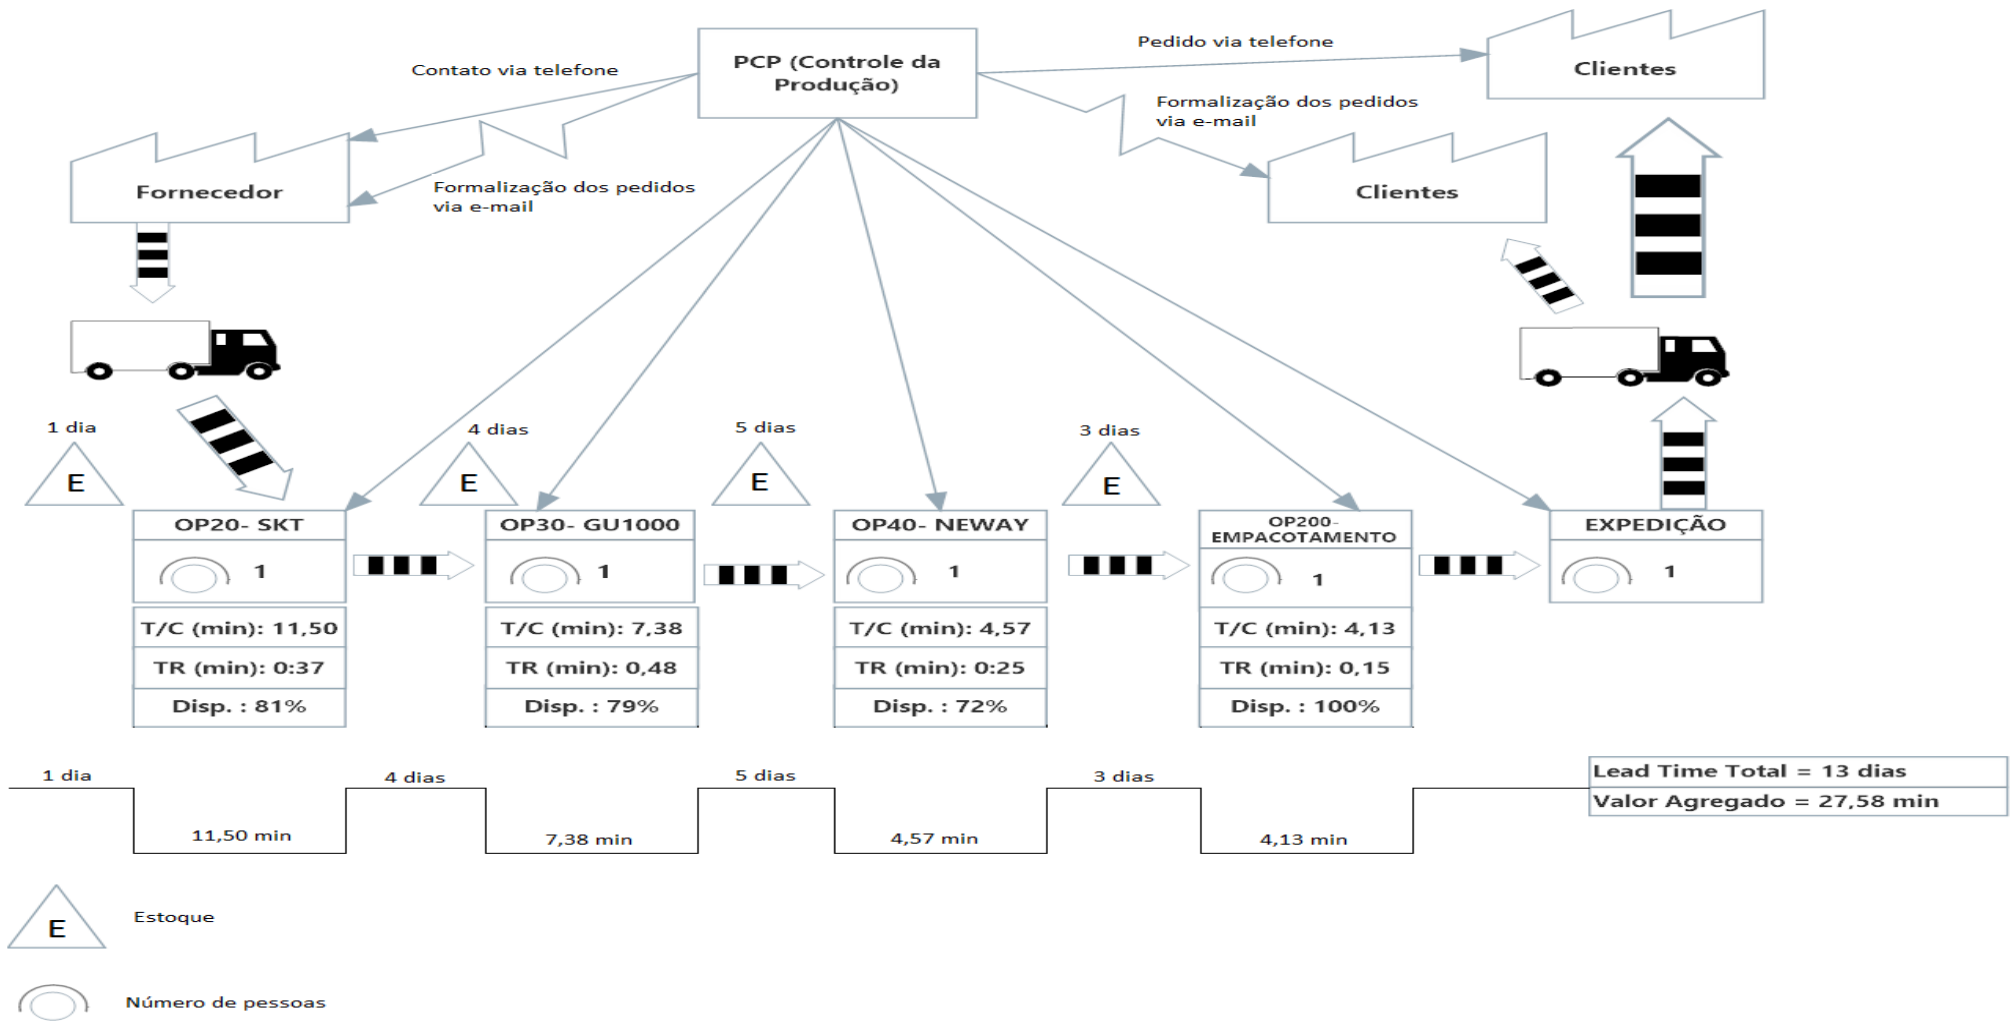 PCP (Controle da
Produção)
Pedido via telefone
Clientes
Contato via telefone
Formalização dos pedidos
via e-mail
Fornecedor
Formalização dos pedidos
via e-mail
Clientes
1 dia
4 dias
5 dias
3 dias
E
E
E
E
OP20- SKT
1
T/C (min): 11,50
TR (min): 0:37
Disp. : 81%
OP30- GU1000
1
T/C (min): 7,38
TR (min): 0,48
Disp. : 79%
OP40- NEWAY
1
T/C (min): 4,57
TR (min): 0:25
Disp. : 72%
OP200-
EMPACOTAMENTO
1
T/C (min): 4,13
TR (min): 0,15
Disp. : 100%
EXPEDIÇÃO
1
1 dia
4 dias
5 dias
3 dias
11,50 min
7,38 min
4,57 min
4,13 min
Lead Time Total = 13 dias
Valor Agregado = 27,58 min
E
Estoque
Número de pessoas